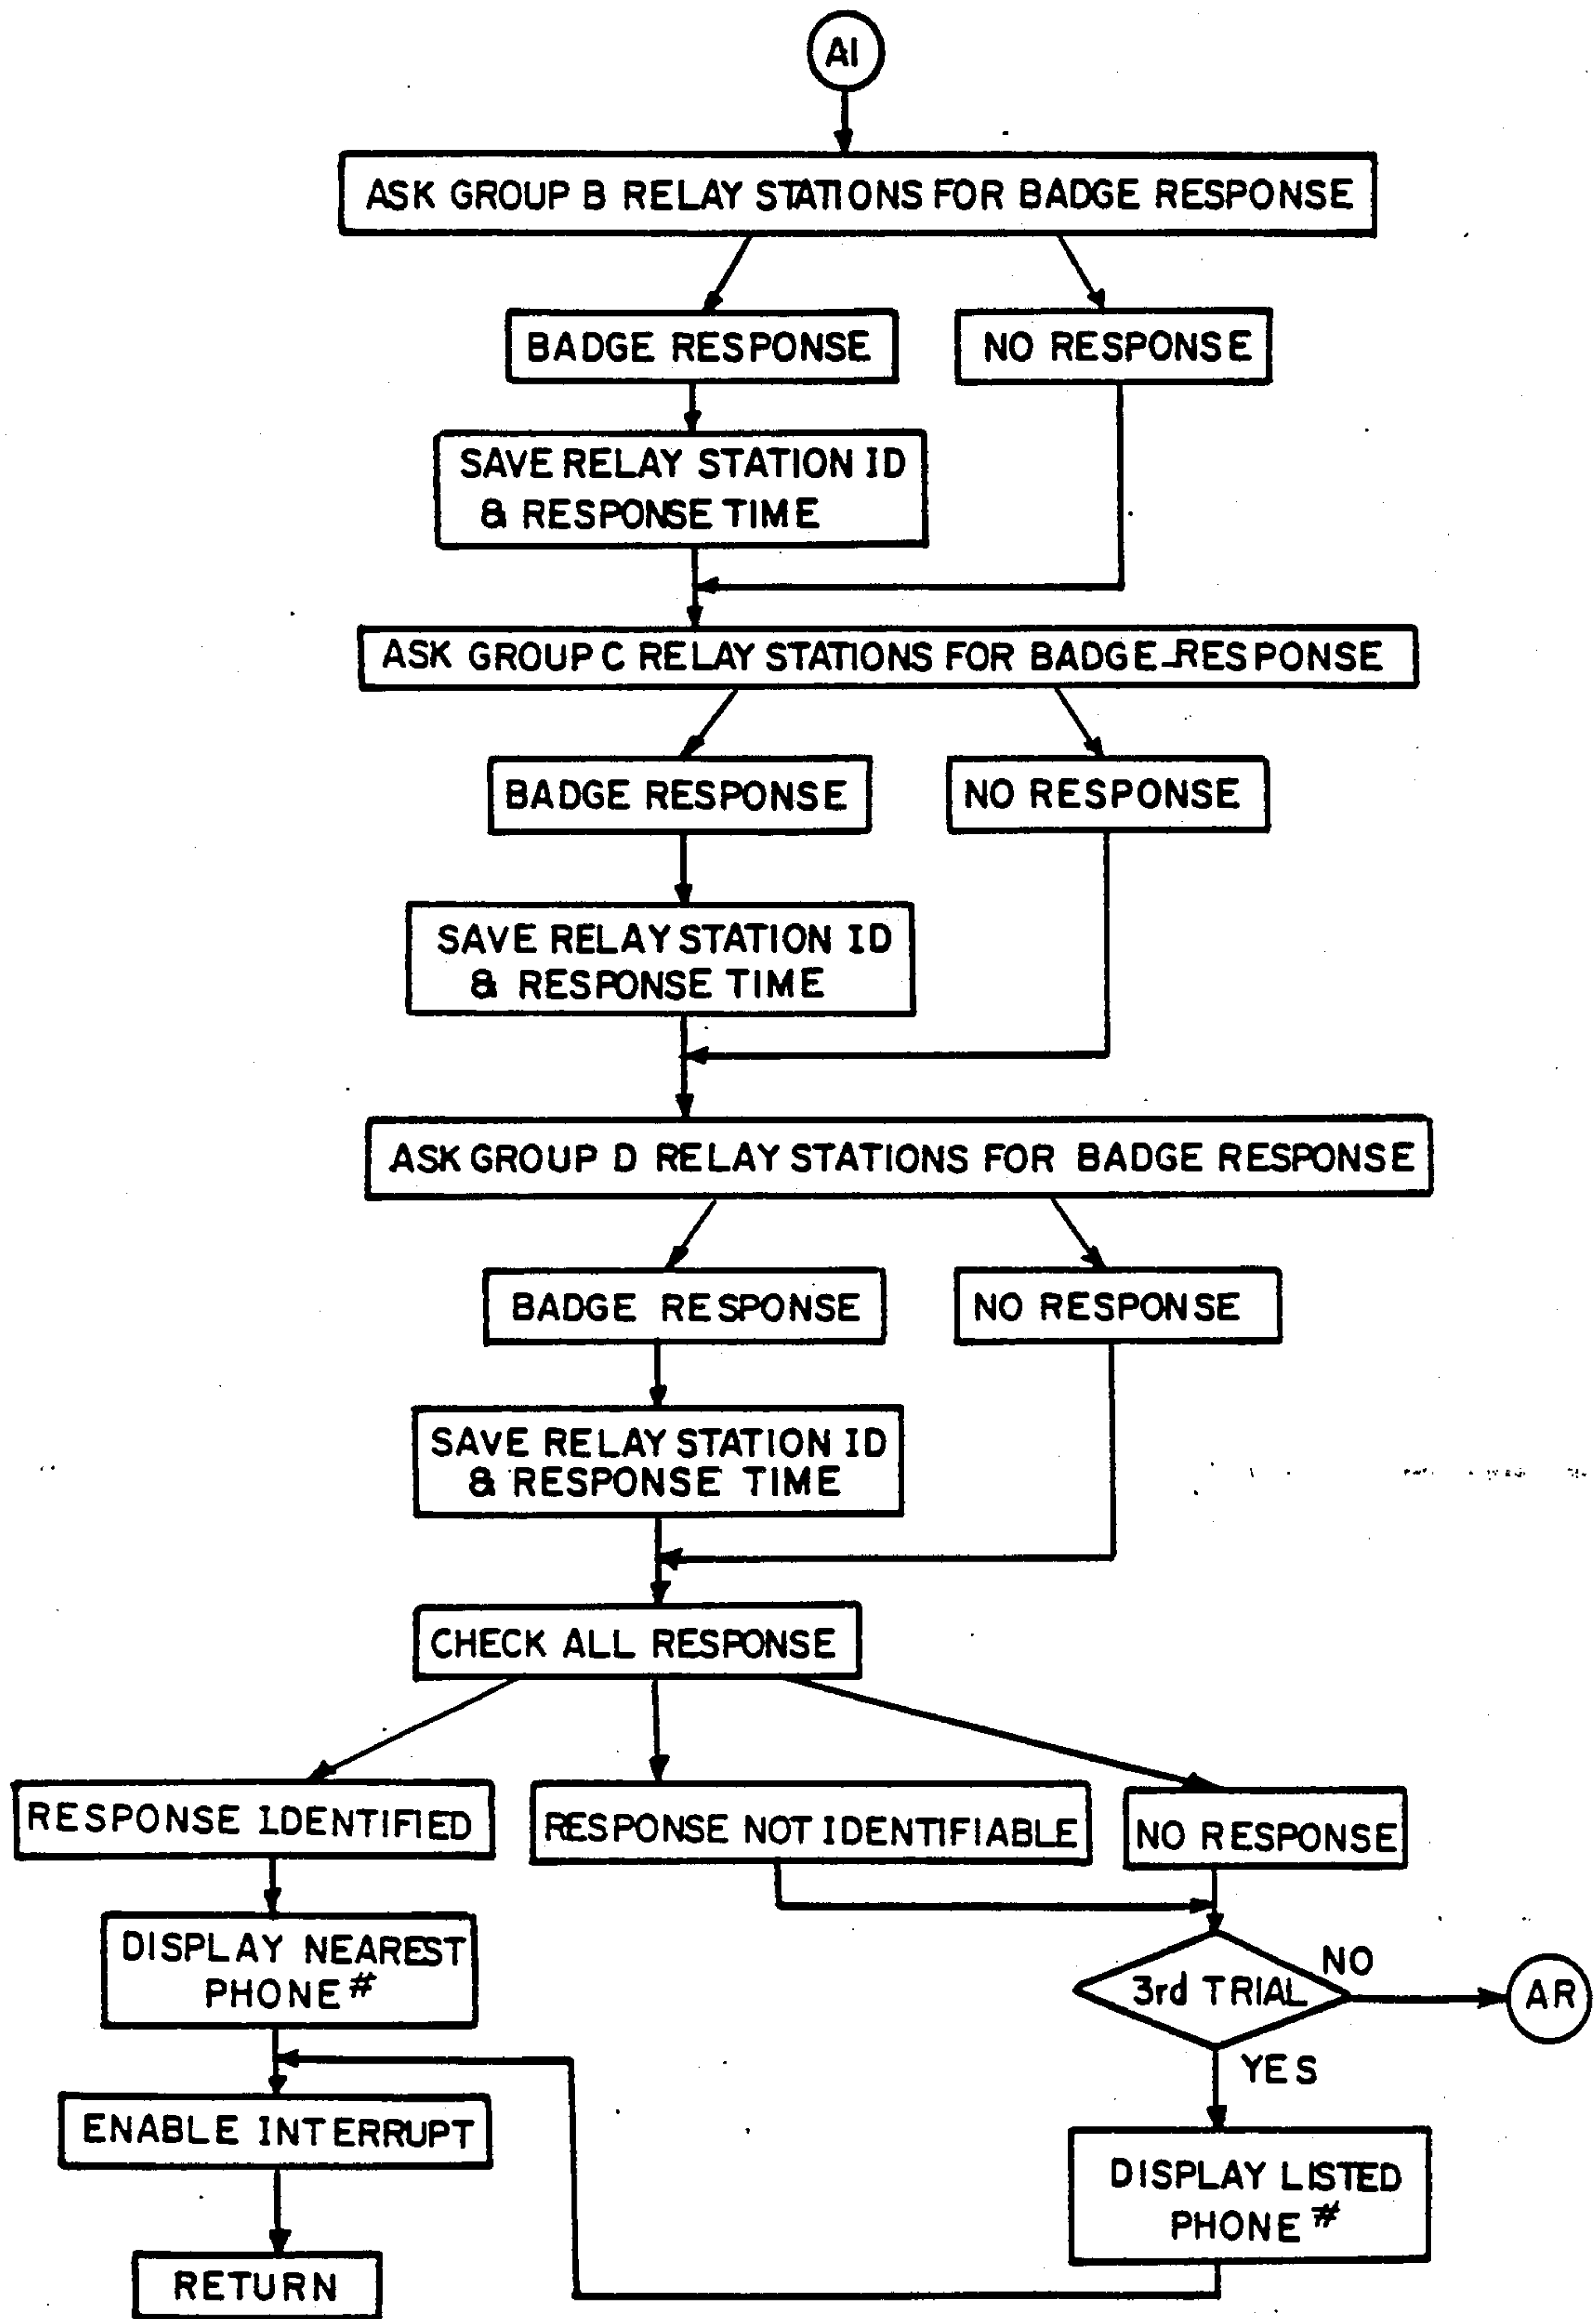 A1
ASK GROUP B RELAY STATIONS FOR BADGE RESPONSE
BADGE RESPONSE
NO RESPONSE
SAVE RELAY STATION ID
& RESPONSE TIME
ASK GROUP C RELAY STATIONS FOR BADGE RESPONSE
BADGE RESPONSE
NO RESPONSE
SAVE RELAY STATION ID
& RESPONSE TIME
ASK GROUP D RELAY STATIONS FOR BADGE RESPONSE
BADGE RESPONSE
NO RESPONSE
SAVE RELAY STATION ID
& RESPONSE TIME
CHECK ALL RESPONSE
RESPONSE IDENTIFIED
RESPONSE NOT IDENTIFIABLE
NO RESPONSE
DISPLAY NEAREST
PHONE #
3rd TRIAL
NO
AR
YES
ENABLE INTERRUPT
DISPLAY LISTED
PHONE #
RETURN